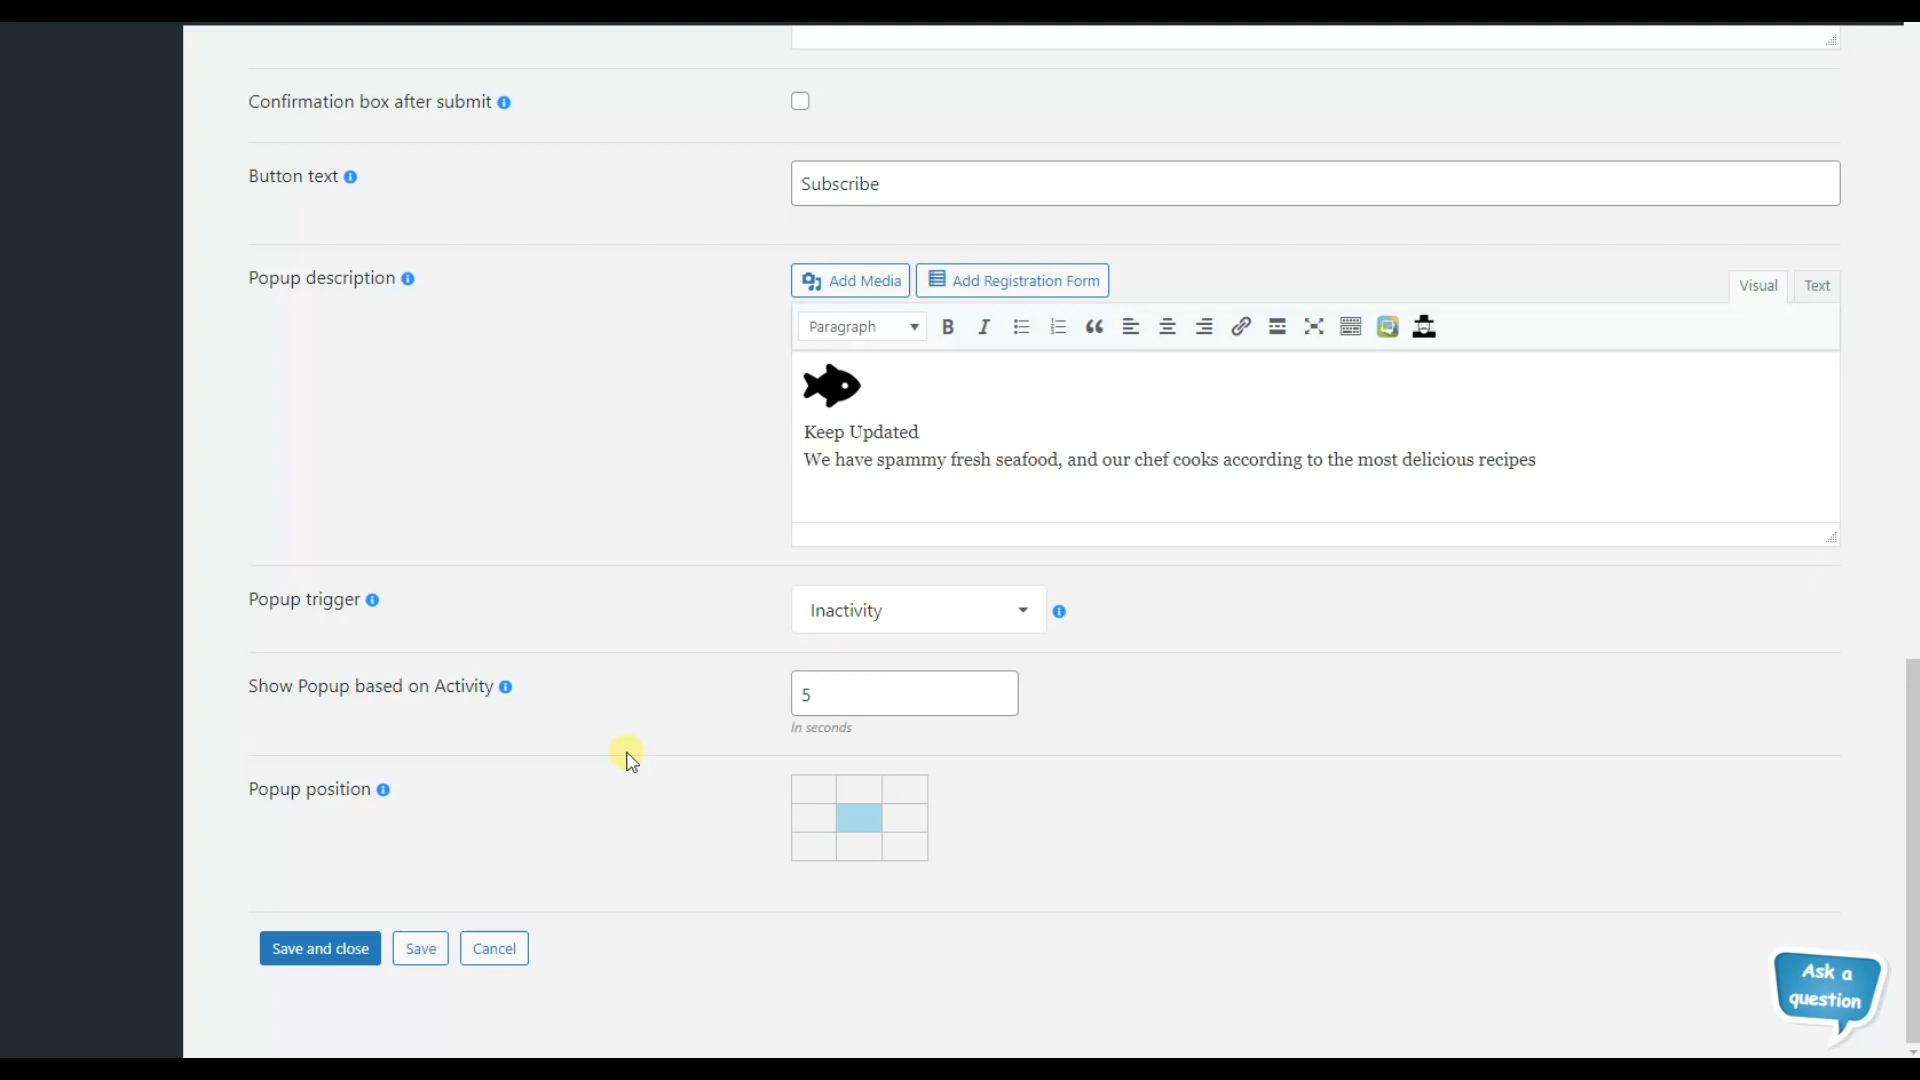 Confirmation box after submit
Button text
Subscribe
Popup description
Add Media
Add Registration Form
Visual
Text
Paragraph
Keep Updated
We have spammy fresh seafood, and our chef cooks according to the most delicious recipes
Popup trigger
Inactivity
Show Popup based on Activity
5
In seconds
Popup position
Save and close
Save
Cancel
Ask a
question